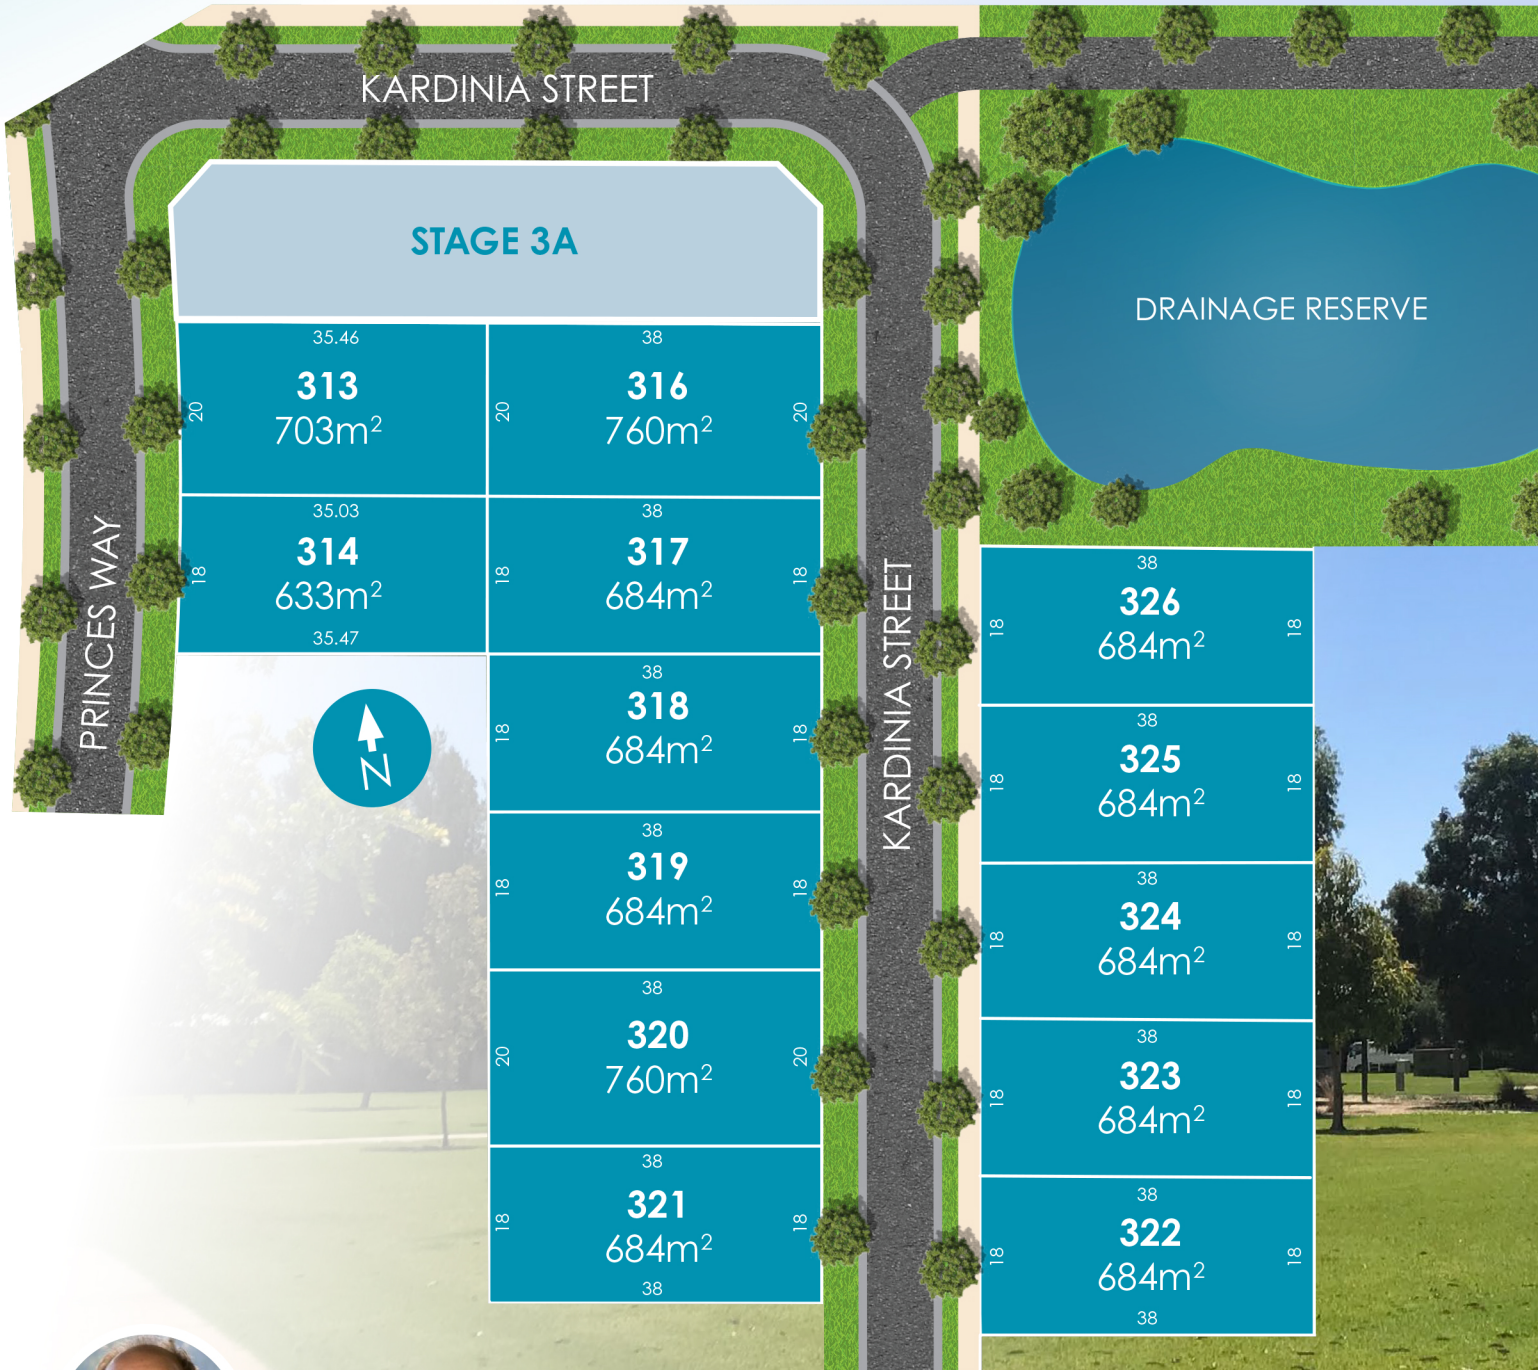 KARDINIA STREET
STAGE 3A
DRAINAGE RESERVE
35.46
313
703m²
20
38
316
760m²
20
20
35.03
314
633m²
18
35.47
38
317
684m²
18
18
PRINCES WAY
KARDINIA STREET
N
38
318
684m²
18
18
38
319
684m²
18
18
38
320
760m²
20
20
38
321
684m²
18
18
38
38
326
684m²
18
18
38
325
684m²
18
18
38
324
684m²
18
18
38
323
684m²
18
18
38
322
684m²
18
18
38